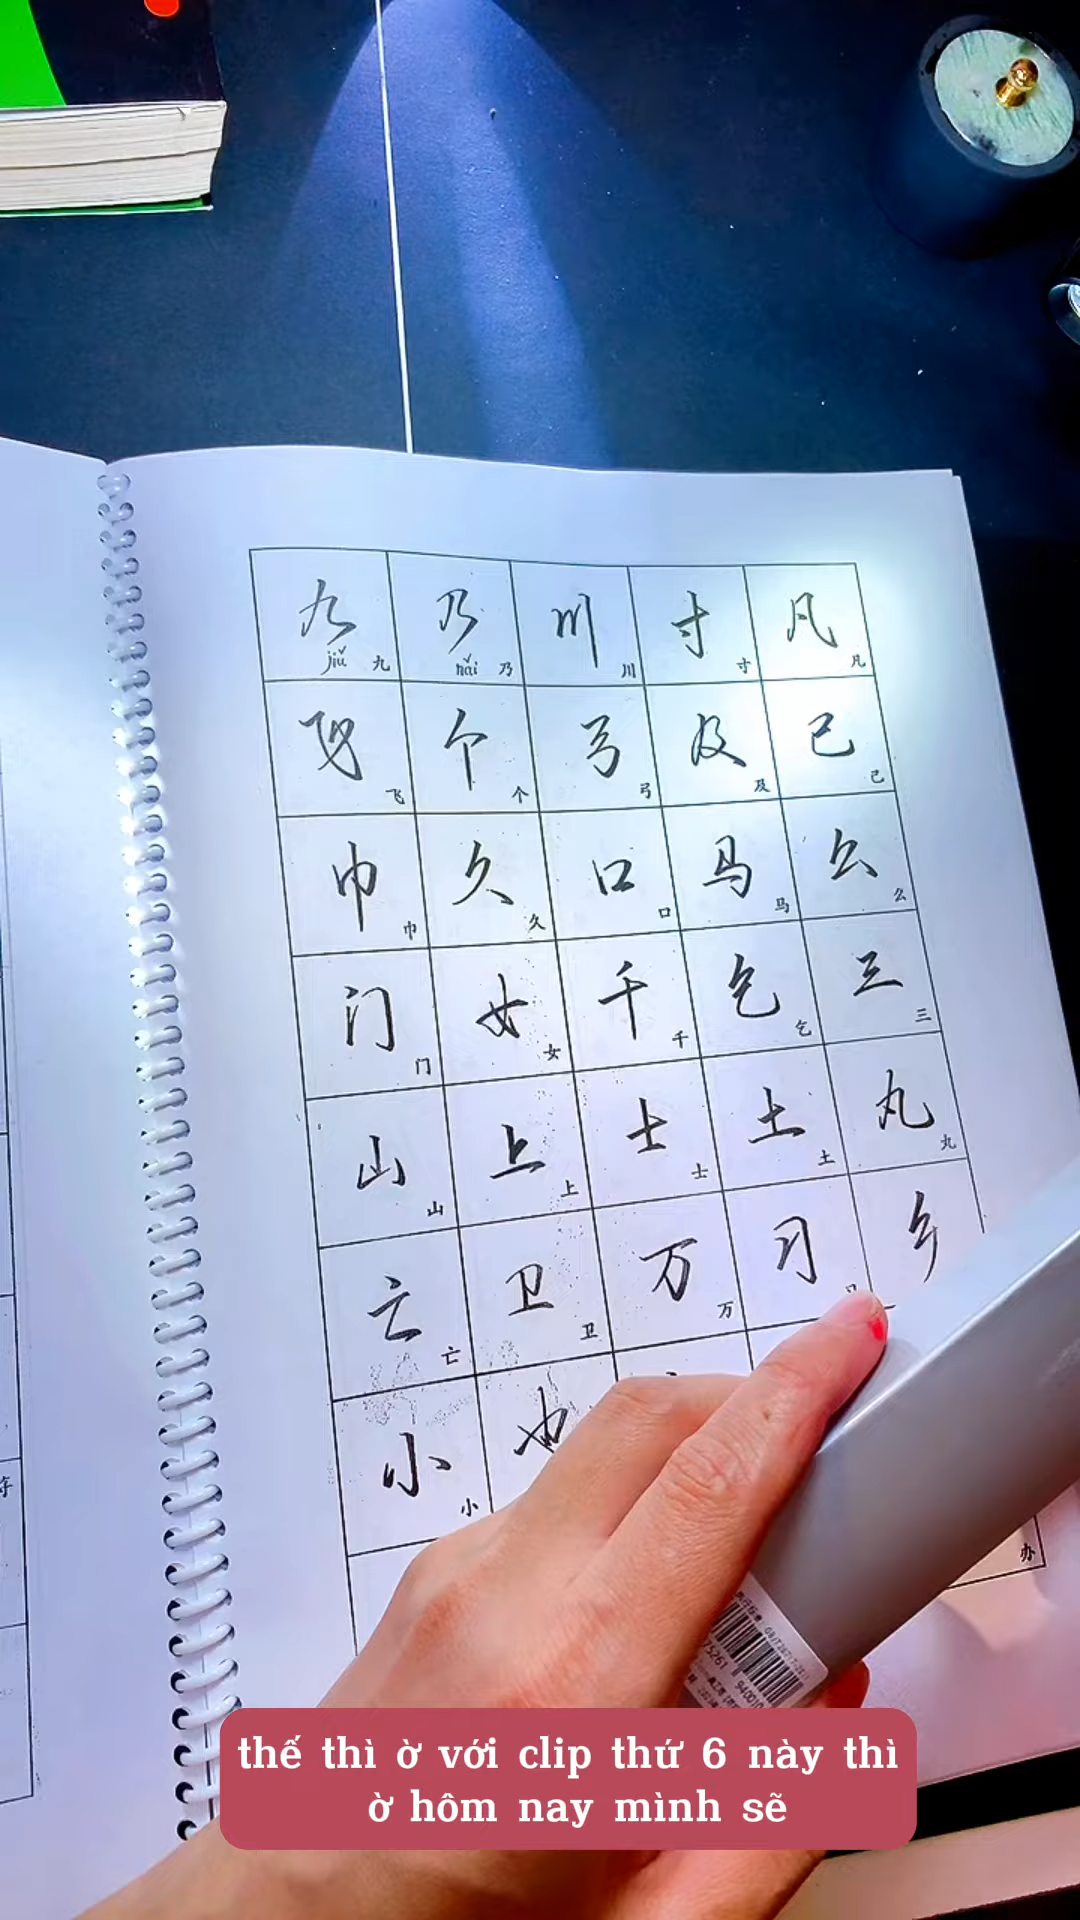 九 乃 川 寸 凡
jiǔ 九 nǎi 乃 川 寸 凡
飞 个 弓 及 己
飞 个 弓 及 己
巾 久 口 马 么
巾 久 口 马 么
门 女 千 乞 三
门 女 千 乞 三
山 上 士 土 丸
山 上 士 土 丸
亡 卫 万 习 乡
亡 卫 万
小 也
小
办
thế thì ờ với clip thứ 6 này thì
ờ hôm nay mình sẽ